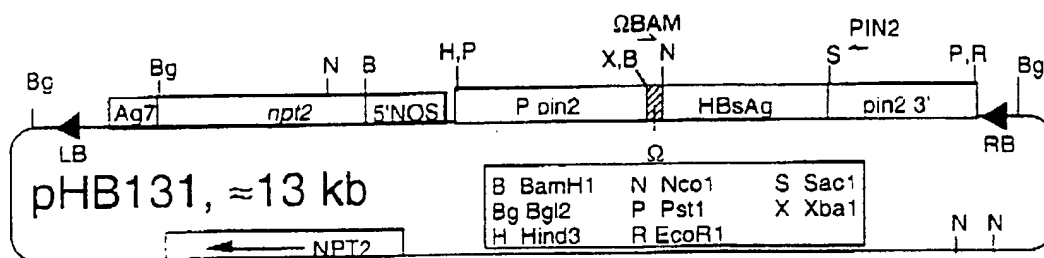 ΩBAM
PIN2
H,P X,B N S P,R
Bg Bg N B Bg
Ag7 npt2 5'NOS P pin2 HBsAg pin2 3'
LB Ω RB
pHB131, ≈13 kb
B BamH1 N Nco1 S Sac1
Bg Bgl2 P Pst1 X Xba1
H Hind3 R EcoR1
N N
NPT2